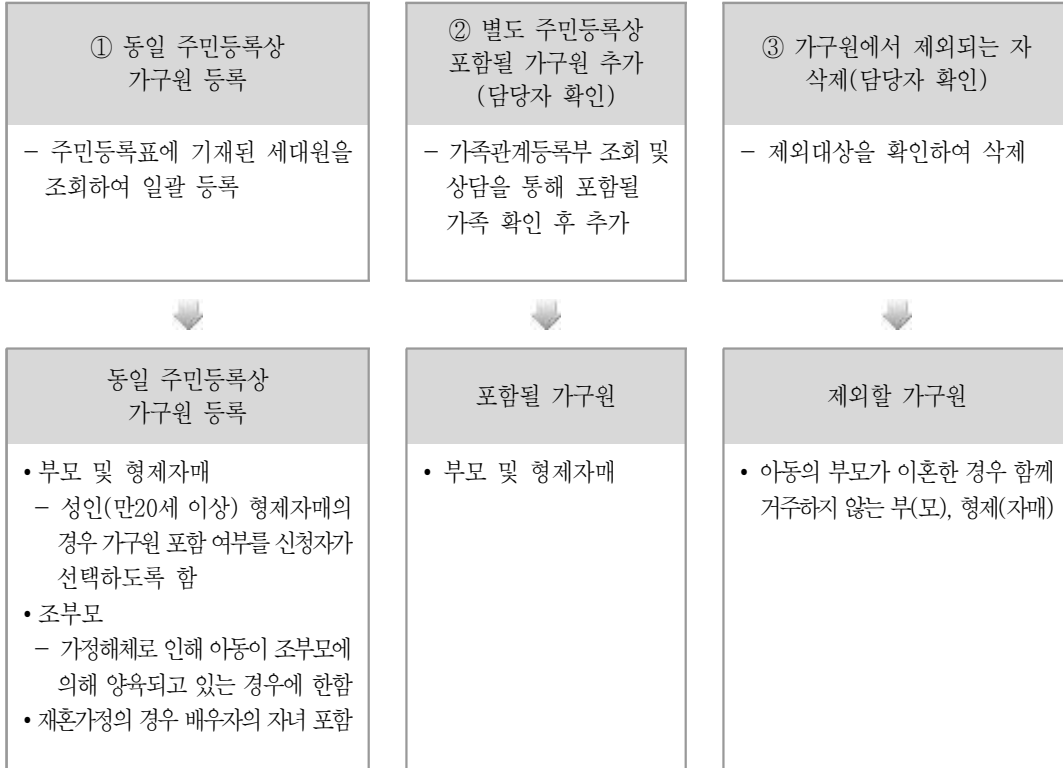 ① 동일 주민등록상
가구원 등록
− 주민등록표에 기재된 세대원을
조회하여 일괄 등록
② 별도 주민등록상
포함될 가구원 추가
(담당자 확인)
− 가족관계등록부 조회 및
상담을 통해 포함될
가족 확인 후 추가
③ 가구원에서 제외되는 자
삭제(담당자 확인)
− 제외대상을 확인하여 삭제
동일 주민등록상
가구원 등록
• 부모 및 형제자매
− 성인(만20세 이상) 형제자매의
경우 가구원 포함 여부를 신청자가
선택하도록 함
• 조부모
− 가정해체로 인해 아동이 조부모에
의해 양육되고 있는 경우에 한함
• 재혼가정의 경우 배우자의 자녀 포함
포함될 가구원
• 부모 및 형제자매
제외할 가구원
• 아동의 부모가 이혼한 경우 함께
거주하지 않는 부(모), 형제(자매)